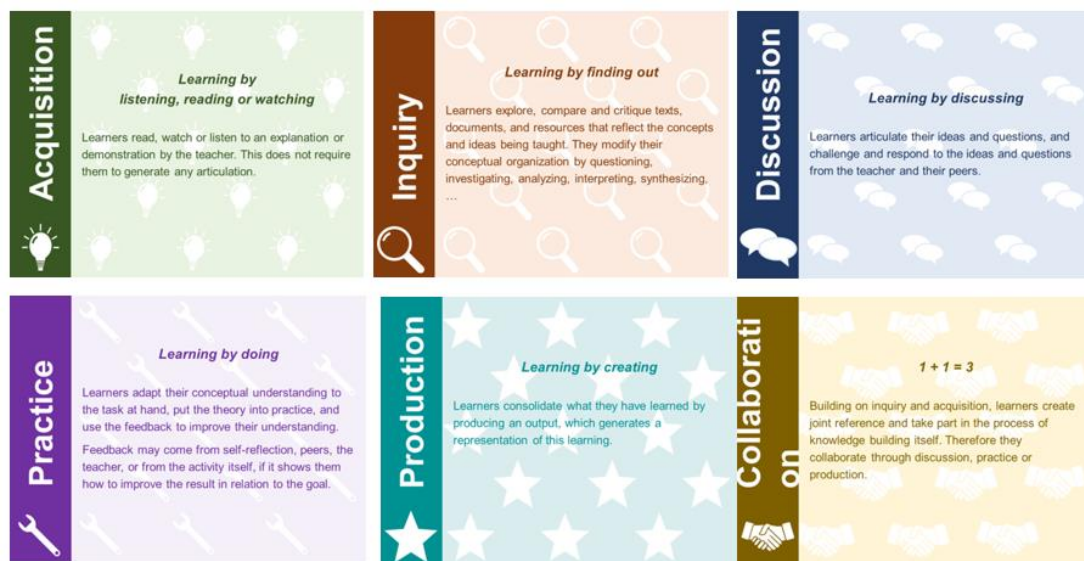 Acquisition
Learning by
listening, reading or watching
Learners read, watch or listen to an explanation or
demonstration by the teacher. This does not require
them to generate any articulation.
Inquiry
Learning by finding out
Learners explore, compare and critique texts,
documents, and resources that reflect the concepts
and ideas being taught. They modify their
conceptual organization by questioning,
investigating, analyzing, interpreting, synthesizing,
…
Discussion
Learning by discussing
Learners articulate their ideas and questions, and
challenge and respond to the ideas and questions
from the teacher and their peers.
Practice
Learning by doing
Learners adapt their conceptual understanding to
the task at hand, put the theory into practice, and
use the feedback to improve their understanding.
Feedback may come from self-reflection, peers, the
teacher, or from the activity itself, if it shows them
how to improve the result in relation to the goal.
Production
Learning by creating
Learners consolidate what they have learned by
producing an output, which generates a
representation of this learning.
Collaborati
on
1 + 1 = 3
Building on inquiry and acquisition, learners create
joint reference and take part in the process of
knowledge building itself. Therefore they
collaborate through discussion, practice or
production.